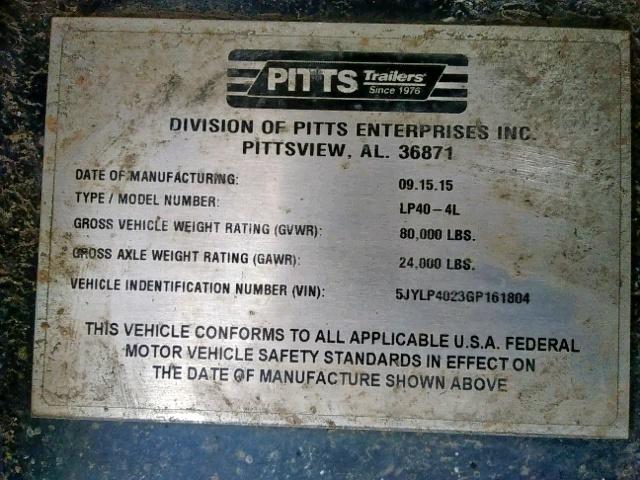 PITTS Trailers
Since 1976
DIVISION OF PITTS ENTERPRISES INC.
PITTSVIEW, AL. 36871
DATE OF MANUFACTURING: 09.15.15
TYPE / MODEL NUMBER: LP40-4L
GROSS VEHICLE WEIGHT RATING (GVWR): 80,000 LBS.
GROSS AXLE WEIGHT RATING (GAWR): 24,000 LBS.
VEHICLE INDENTIFICATION NUMBER (VIN): 5JYLP4023GP161804
THIS VEHICLE CONFORMS TO ALL APPLICABLE U.S.A. FEDERAL
MOTOR VEHICLE SAFETY STANDARDS IN EFFECT ON
THE DATE OF MANUFACTURE SHOWN ABOVE